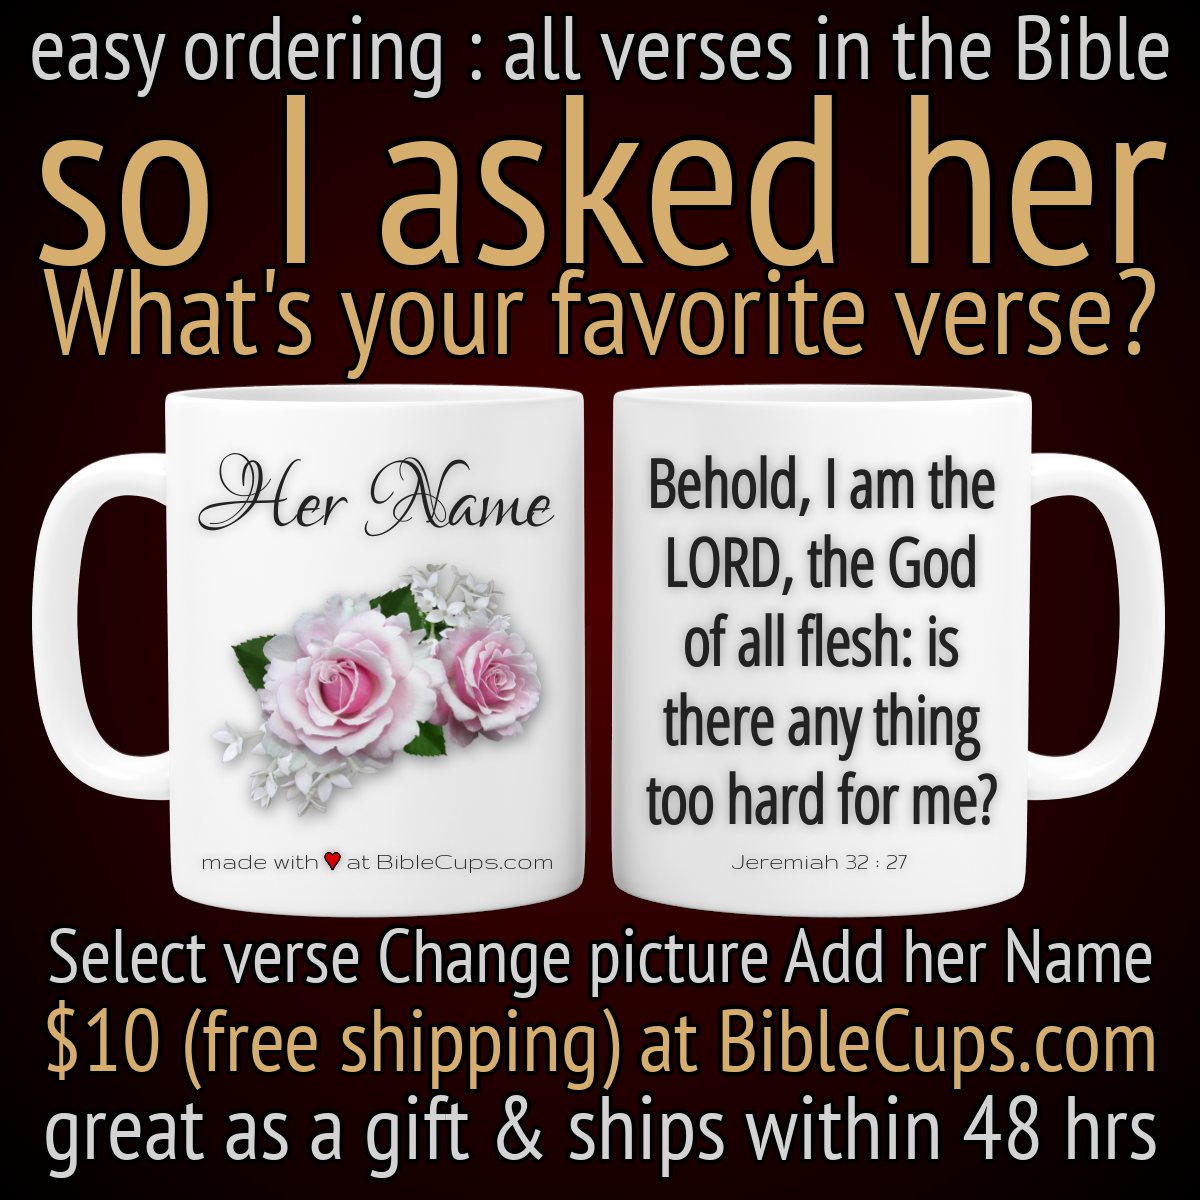 easy ordering : all verses in the Bible
so I asked her
What's your favorite verse?
Her Name
made with ❤ at BibleCups.com
Behold, I am the
LORD, the God
of all flesh: is
there any thing
too hard for me?
Jeremiah 32 : 27
Select verse Change picture Add her Name
$10 (free shipping) at BibleCups.com
great as a gift & ships within 48 hrs